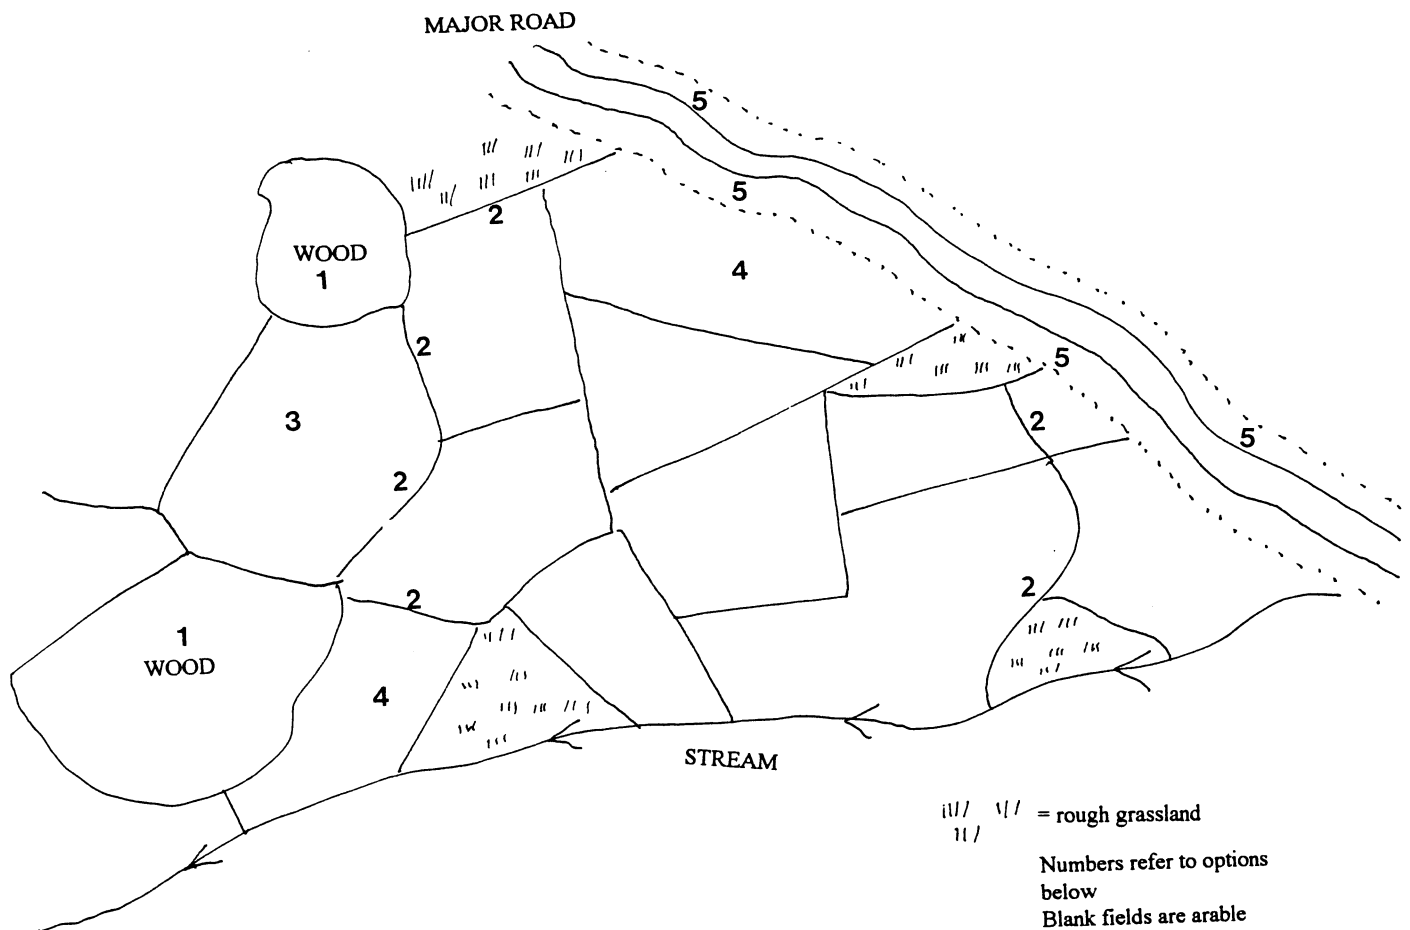 MAJOR ROAD
5
5
2
WOOD
1
4
2
5
3
2
5
2
2
2
1
WOOD
4
STREAM
= rough grassland
Numbers refer to options
below
Blank fields are arable